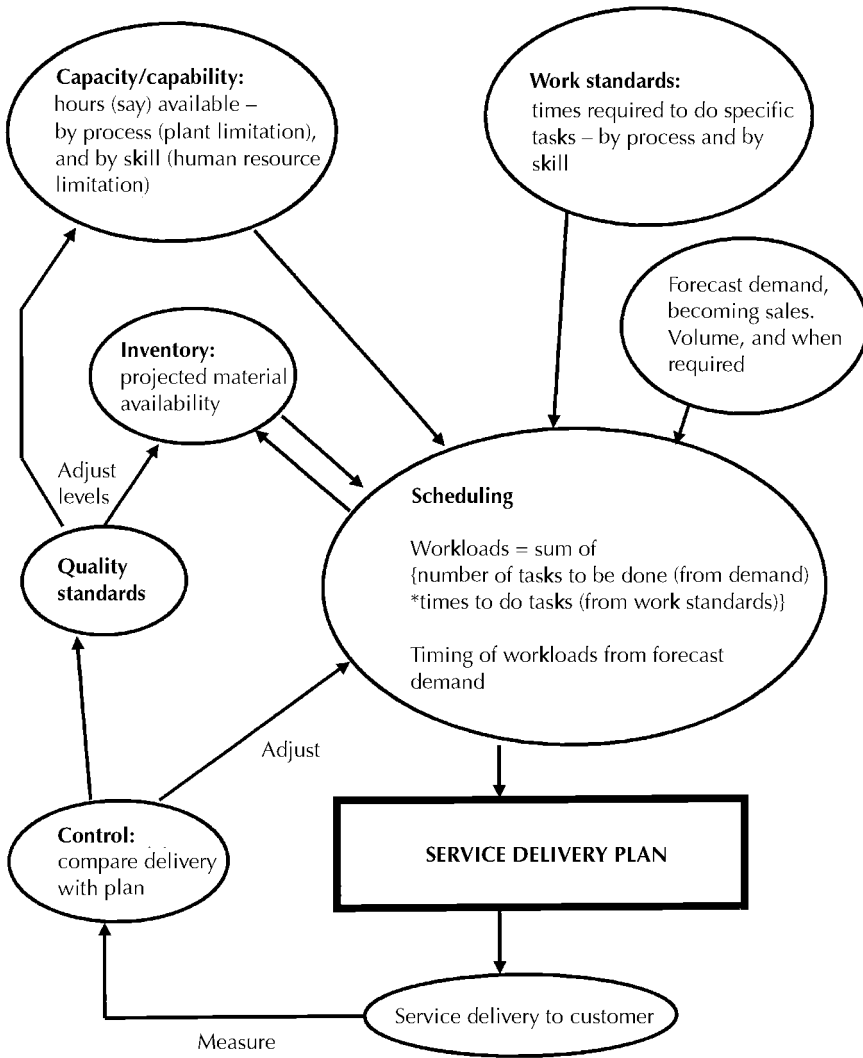 Capacity/capability:
hours (say) available –
by process (plant limitation),
and by skill (human resource
limitation)
Work standards:
times required to do specific
tasks – by process and by
skill
Forecast demand,
becoming sales.
Volume, and when
required
Inventory:
projected material
availability
Adjust
levels
Quality
standards
Scheduling
Workloads = sum of
{number of tasks to be done (from demand)
*times to do tasks (from work standards)}
Timing of workloads from forecast
demand
Adjust
Control:
compare delivery
with plan
SERVICE DELIVERY PLAN
Service delivery to customer
Measure